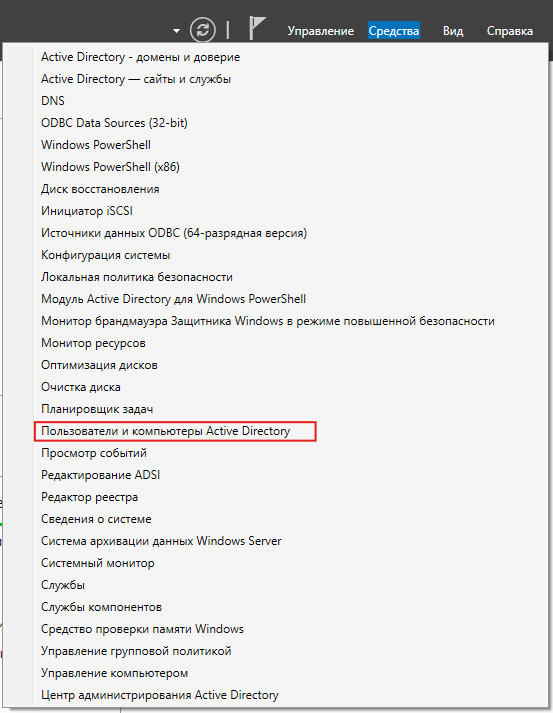 Управление Средства Вид Справка
Active Directory - домены и доверие
Active Directory — сайты и службы
DNS
ODBC Data Sources (32-bit)
Windows PowerShell
Windows PowerShell (x86)
Диск восстановления
Инициатор iSCSI
Источники данных ODBC (64-разрядная версия)
Конфигурация системы
Локальная политика безопасности
Модуль Active Directory для Windows PowerShell
Монитор брандмауэра Защитника Windows в режиме повышенной безопасности
Монитор ресурсов
Оптимизация дисков
Очистка диска
Планировщик задач
Пользователи и компьютеры Active Directory
Просмотр событий
Редактирование ADSI
Редактор реестра
Сведения о системе
Система архивации данных Windows Server
Системный монитор
Службы
Службы компонентов
Средство проверки памяти Windows
Управление групповой политикой
Управление компьютером
Центр администрирования Active Directory